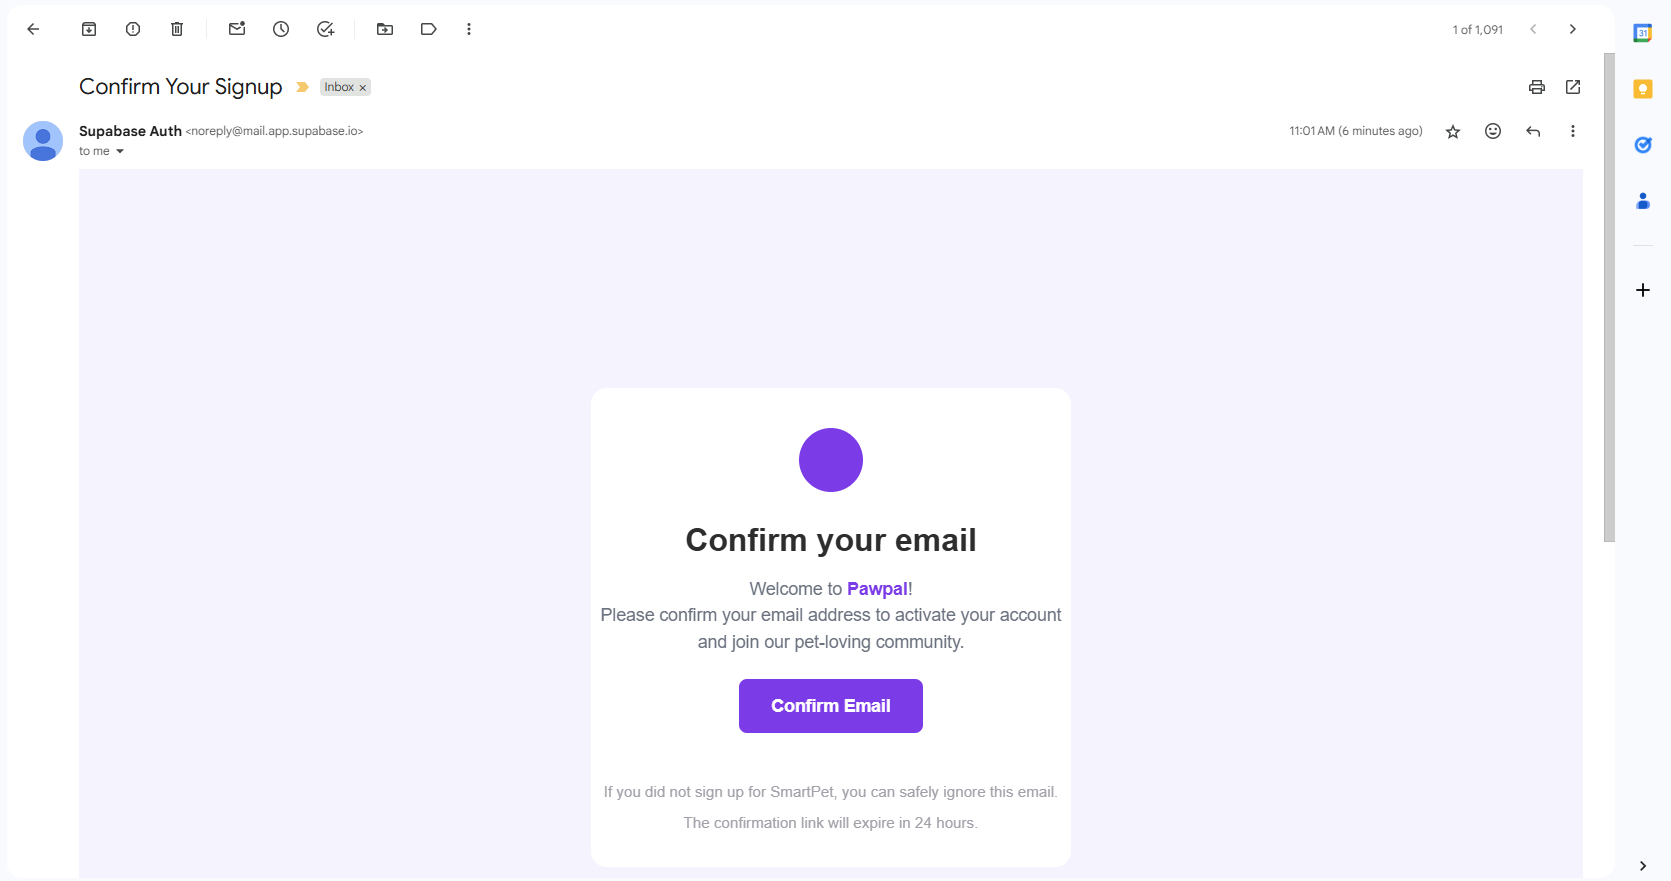 1 of 1,091
31
Confirm Your Signup
Inbox ×
Supabase Auth <noreply@mail.app.supabase.io>
11:01 AM (6 minutes ago)
to me
Confirm your email
Welcome to Pawpal!
Please confirm your email address to activate your account
and join our pet-loving community.
Confirm Email
If you did not sign up for SmartPet, you can safely ignore this email.
The confirmation link will expire in 24 hours.